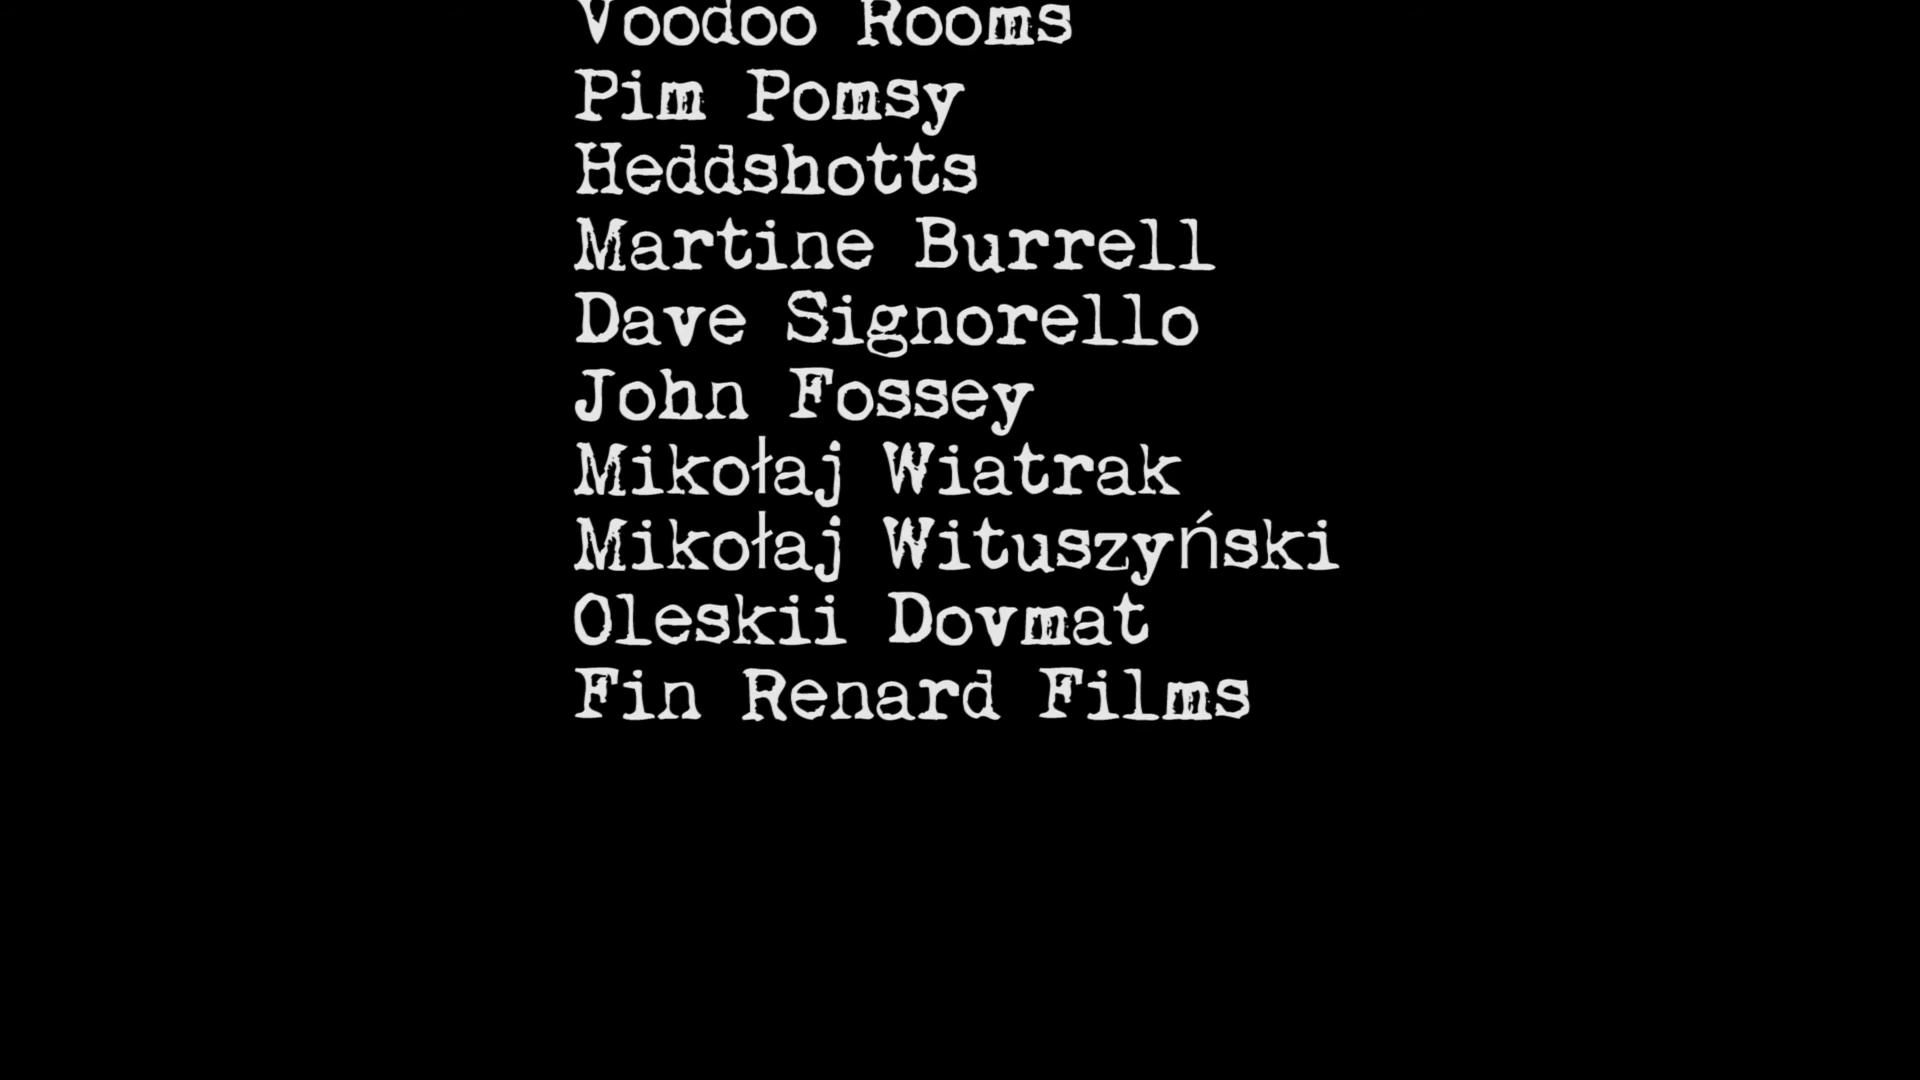 Voodoo Rooms
Pim Pomsy
Heddshotts
Martine Burrell
Dave Signorello
John Fossey
Mikołaj Wiatrak
Mikołaj Wituszyński
Oleskii Dovmat
Fin Renard Films